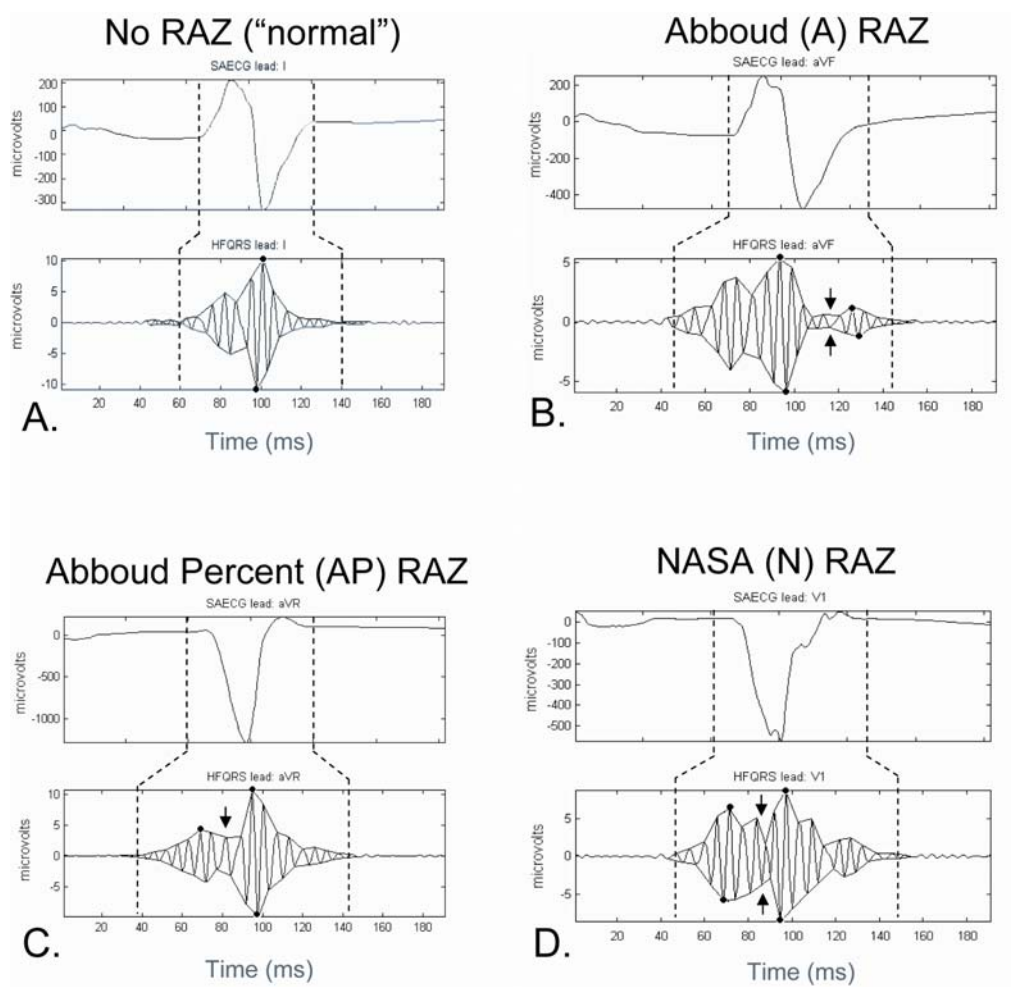 No RAZ (“normal”)
SAECG lead: I
microvolts
200
100
0
-100
-200
-300
HFQRS lead: I
microvolts
10
5
0
-5
-10
20 40 60 80 100 120 140 160 180
A.
Time (ms)
Abboud (A) RAZ
SAECG lead: aVF
microvolts
200
0
-200
-400
HFQRS lead: aVF
microvolts
5
0
-5
20 40 60 80 100 120 140 160 180
B.
Time (ms)
Abboud Percent (AP) RAZ
SAECG lead: aVR
microvolts
0
-500
-1000
HFQRS lead: aVR
microvolts
10
5
0
-5
20 40 60 80 100 120 140 160 180
C.
Time (ms)
NASA (N) RAZ
SAECG lead: V1
microvolts
0
-100
-200
-300
-400
-500
HFQRS lead: V1
microvolts
5
0
-5
20 40 60 80 100 120 140 160 180
D.
Time (ms)